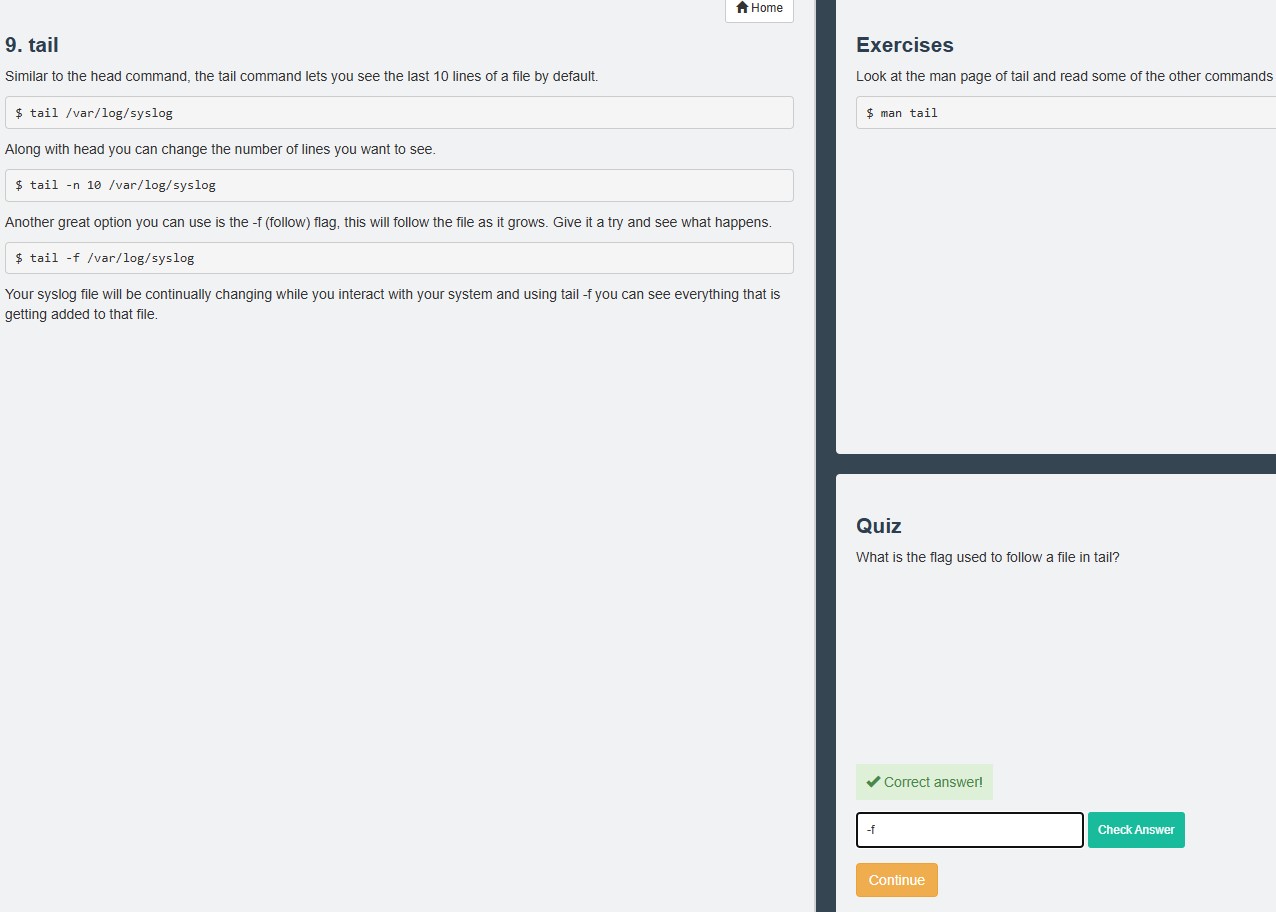 Home
9. tail
Similar to the head command, the tail command lets you see the last 10 lines of a file by default.
$ tail /var/log/syslog
Along with head you can change the number of lines you want to see.
$ tail -n 10 /var/log/syslog
Another great option you can use is the -f (follow) flag, this will follow the file as it grows. Give it a try and see what happens.
$ tail -f /var/log/syslog
Your syslog file will be continually changing while you interact with your system and using tail -f you can see everything that is
getting added to that file.
Exercises
Look at the man page of tail and read some of the other commands
$ man tail
Quiz
What is the flag used to follow a file in tail?
Correct answer!
-f
Check Answer
Continue